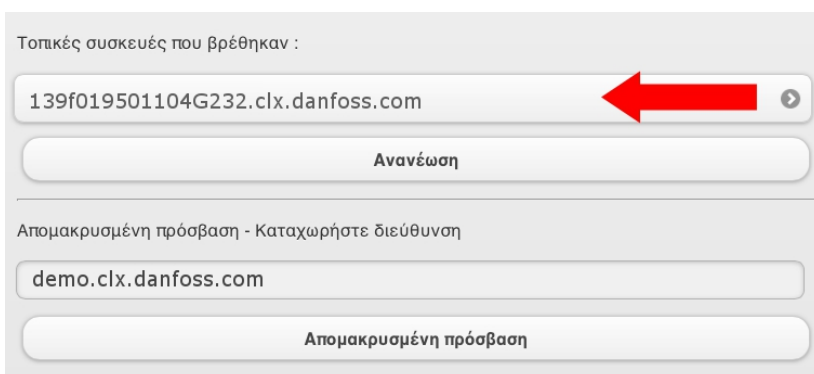 Τοπικές συσκευές που βρέθηκαν :
139f019501104G232.clx.danfoss.com
Ανανέωση
Απομακρυσμένη πρόσβαση - Καταχωρήστε διεύθυνση
demo.clx.danfoss.com
Απομακρυσμένη πρόσβαση